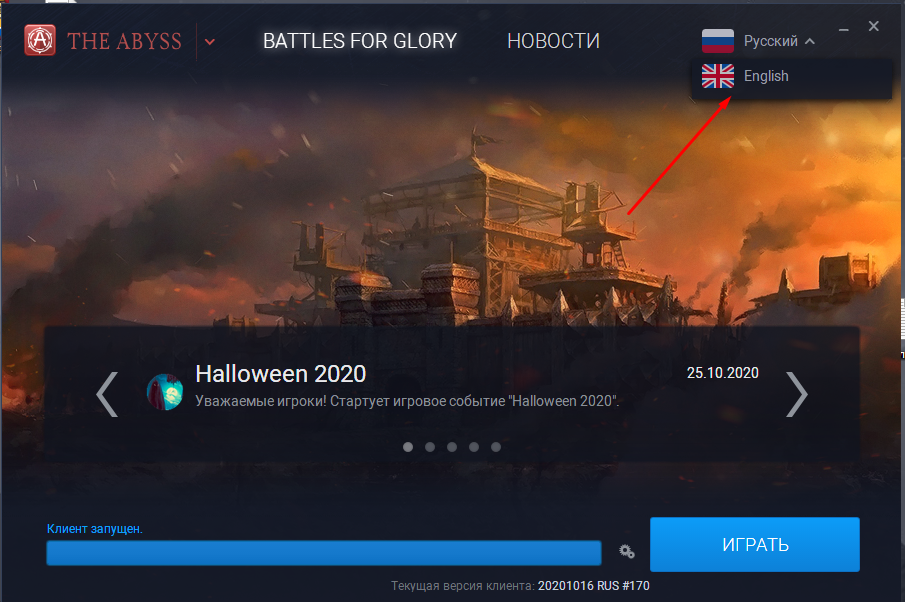 THE ABYSS
BATTLES FOR GLORY
НОВОСТИ
Русский
English
Halloween 2020
25.10.2020
Уважаемые игроки! Стартует игровое событие "Halloween 2020".
Клиент запущен.
ИГРАТЬ
Текущая версия клиента: 20201016 RUS #170